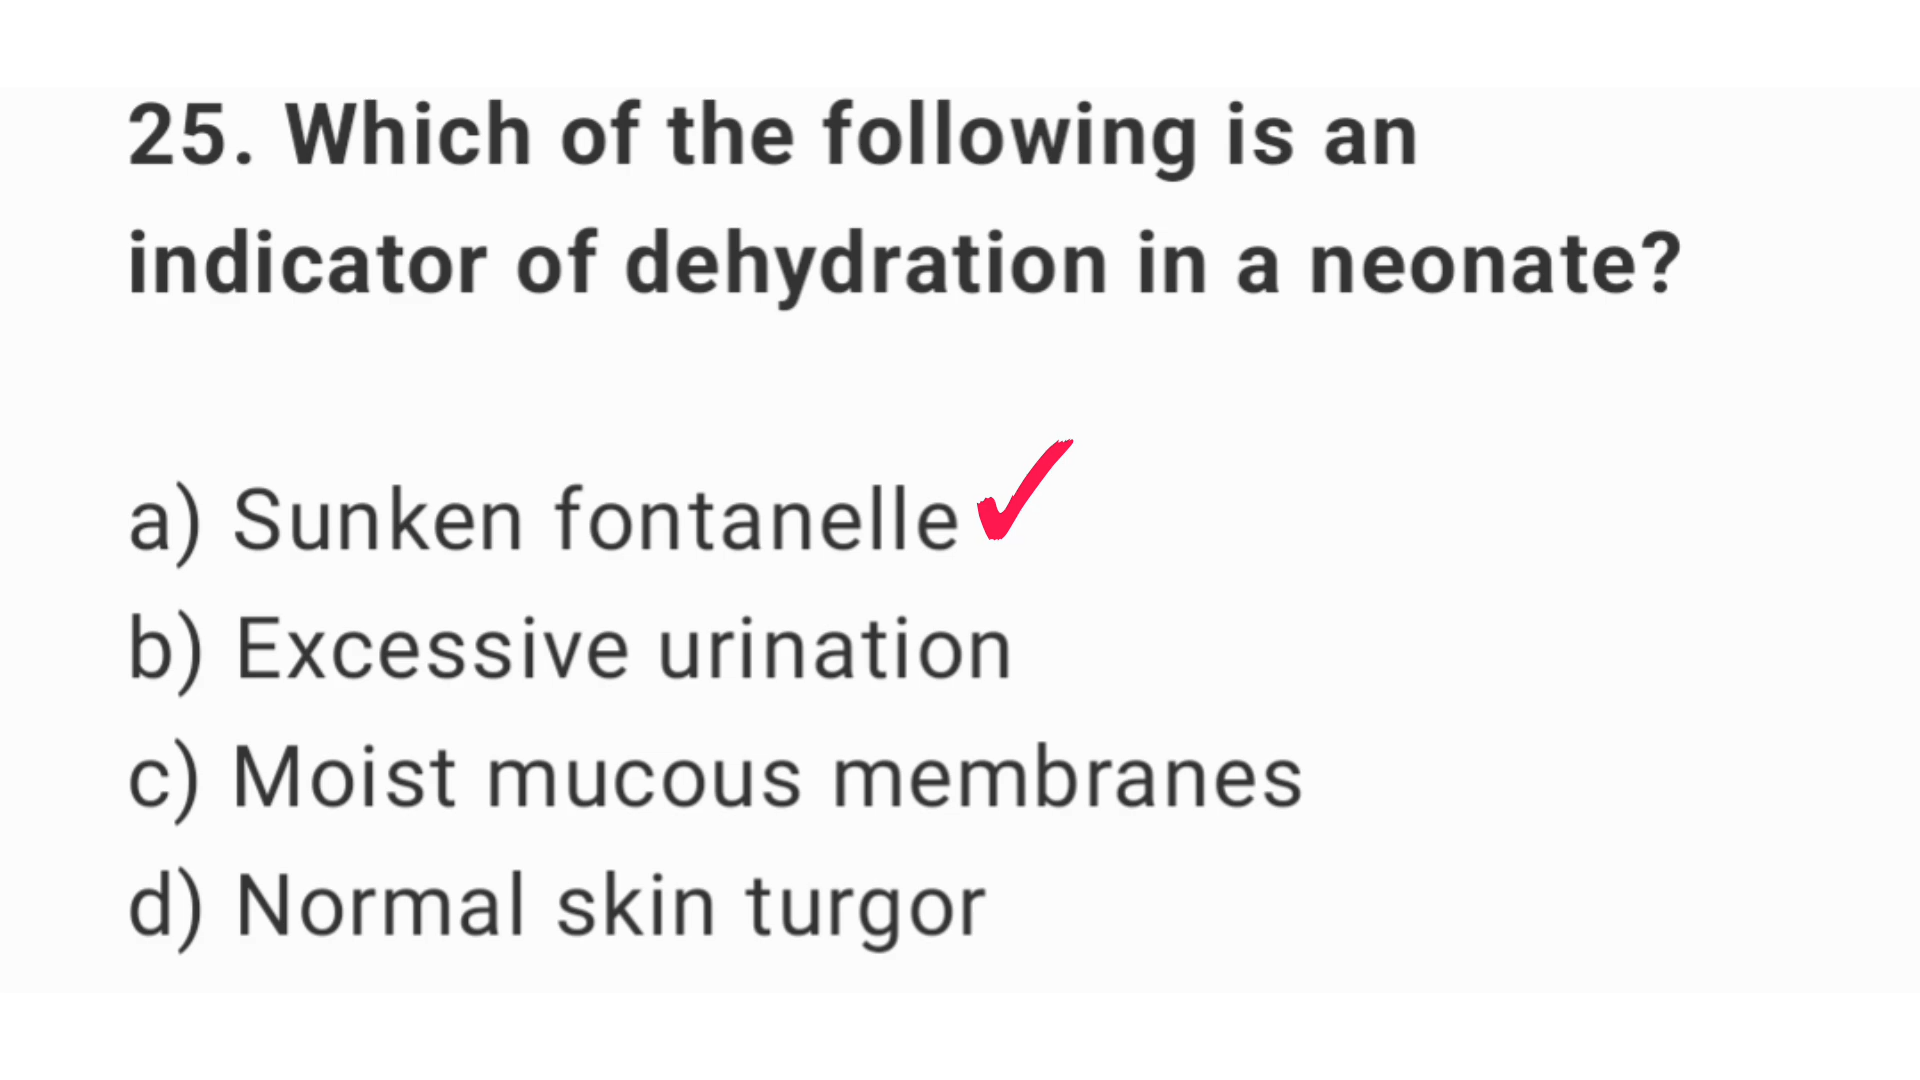 25. Which of the following is an
indicator of dehydration in a neonate?
a) Sunken fontanelle
b) Excessive urination
c) Moist mucous membranes
d) Normal skin turgor